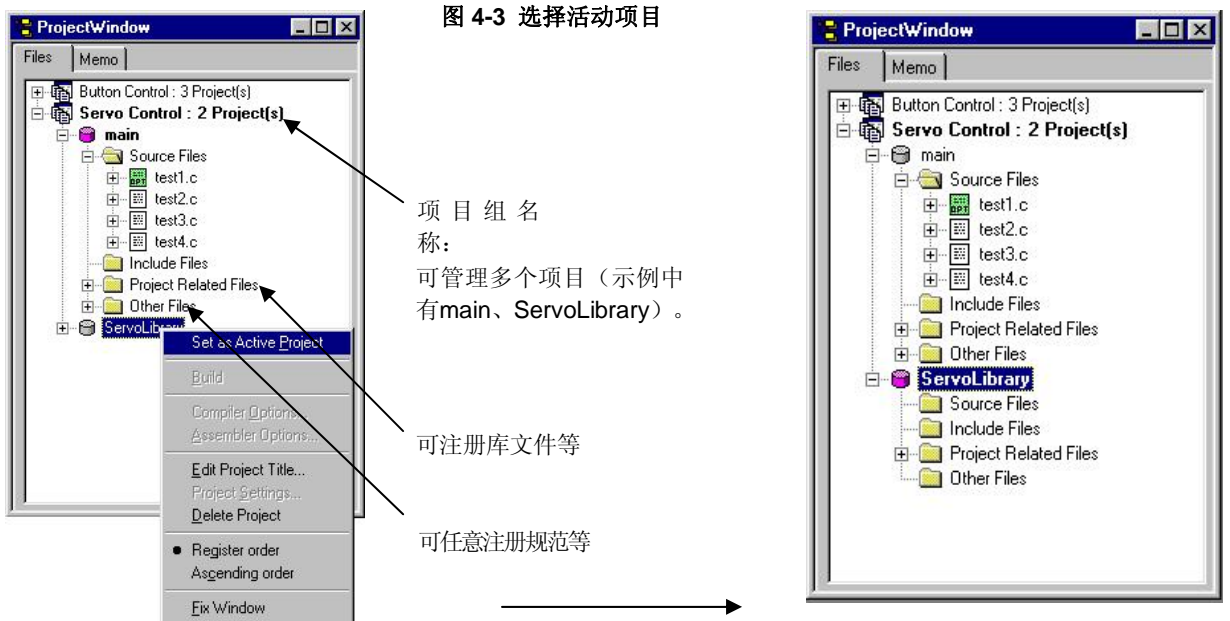 图 4-3 选择活动项目
ProjectWindow
Files
Memo
Button Control : 3 Project(s)
Servo Control : 2 Project(s)
main
Source Files
test1.c
test2.c
test3.c
test4.c
Include Files
Project Related Files
Other Files
ServoLibrary
Set as Active Project
Build
Compiler Options...
Assembler Options...
Edit Project Title...
Project Settings...
Delete Project
Register order
Ascending order
Fix Window
项 目 组 名
称：
可管理多个项目（示例中
有main、ServoLibrary）。
可注册库文件等
可任意注册规范等
ProjectWindow
Files
Memo
Button Control : 3 Project(s)
Servo Control : 2 Project(s)
main
Source Files
test1.c
test2.c
test3.c
test4.c
Include Files
Project Related Files
Other Files
ServoLibrary
Source Files
Include Files
Project Related Files
Other Files